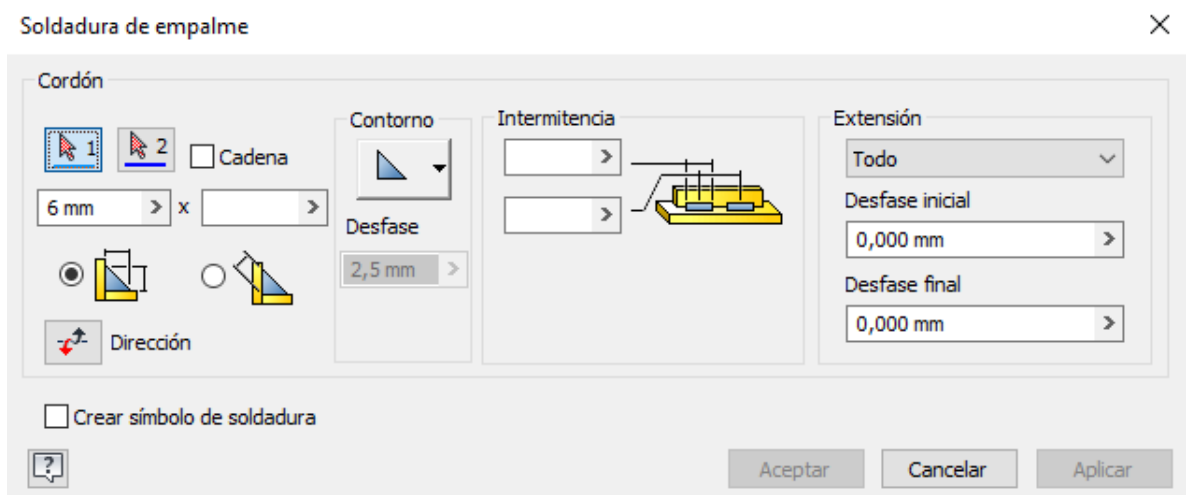 Soldadura de empalme
Cordón
1
2
Cadena
6 mm
x
Dirección
Contorno
Desfase
2,5 mm
Intermitencia
Extensión
Todo
Desfase inicial
0,000 mm
Desfase final
0,000 mm
Crear símbolo de soldadura
?
Aceptar
Cancelar
Aplicar